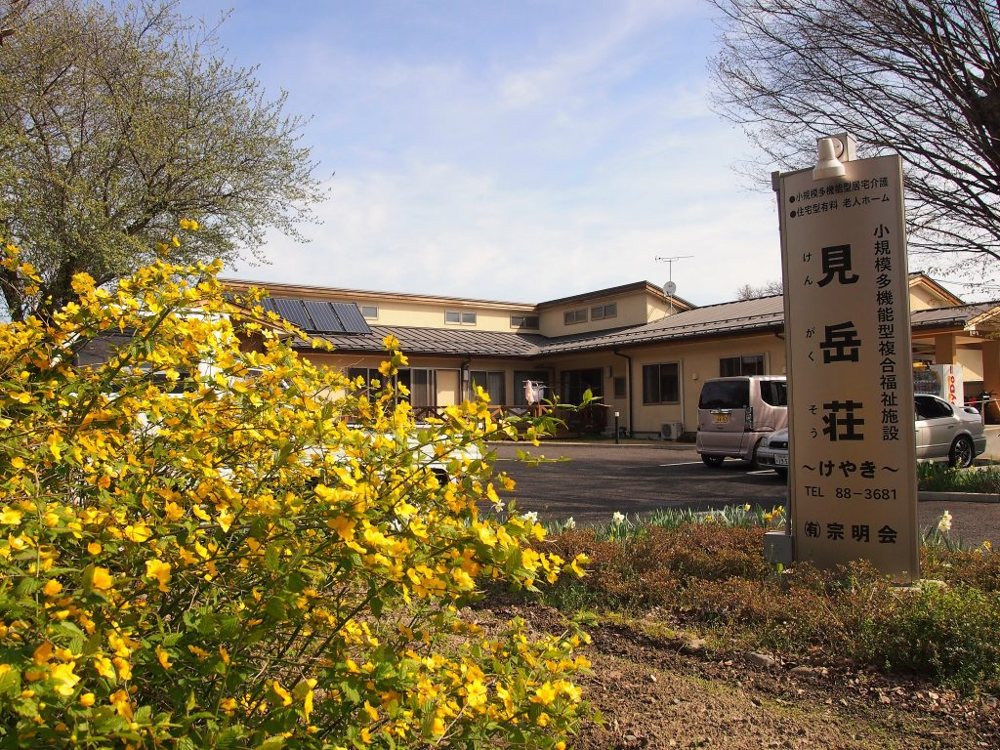 ●小規模多機能型居宅介護
●住宅型有料 老人ホーム
小規模多機能型複合福祉施設
見岳荘
けんがくそう
～けやき～
TEL 88-3681
㈲宗明会